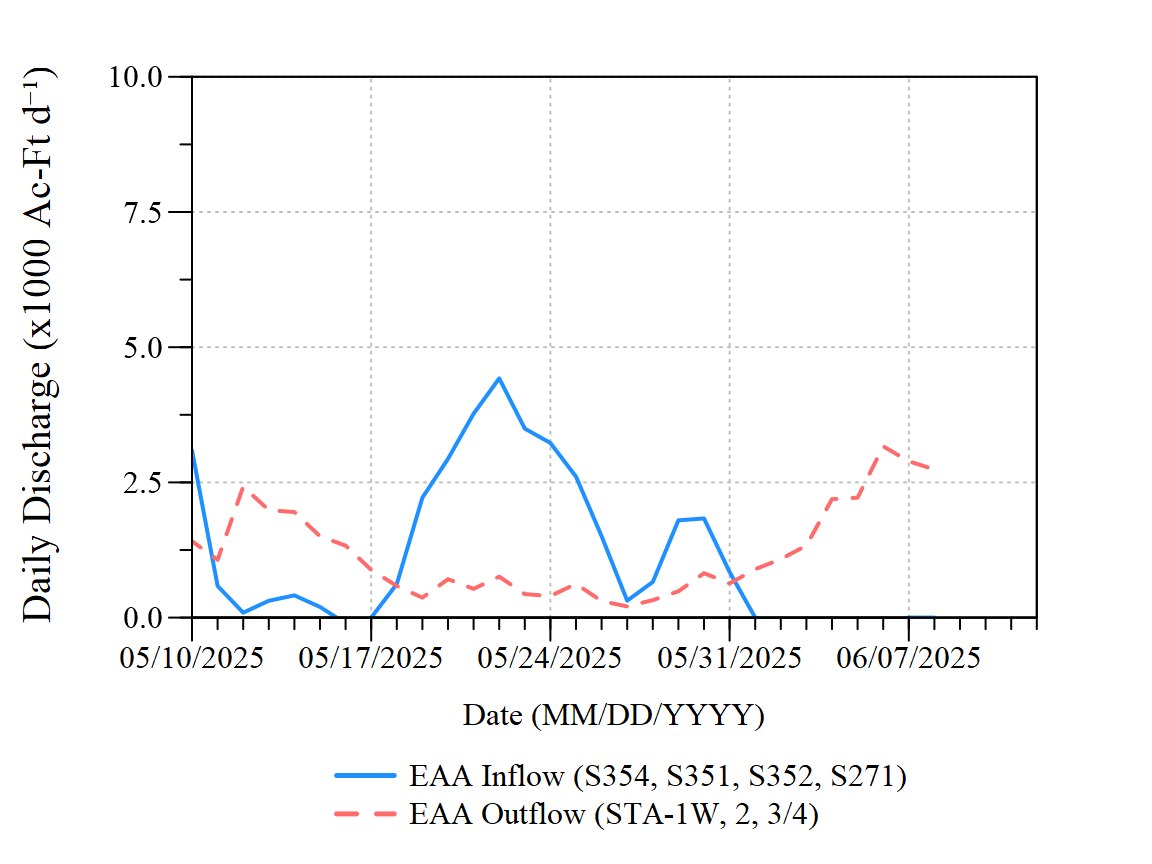 Daily Discharge (x1000 Ac-Ft d⁻¹)
10.0
7.5
5.0
2.5
0.0
05/10/2025 05/17/2025 05/24/2025 05/31/2025 06/07/2025
Date (MM/DD/YYYY)
EAA Inflow (S354, S351, S352, S271)
EAA Outflow (STA-1W, 2, 3/4)